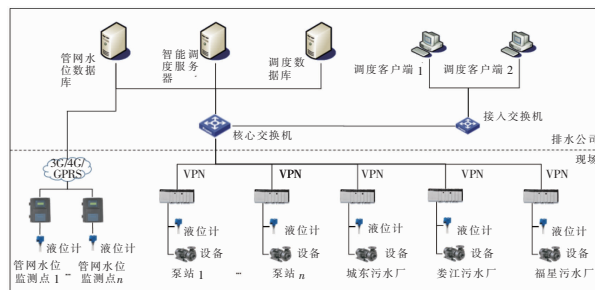 管网水
位数据
库
智能调
度服务
器
调度数
据库
调度客户端 1
调度客户端 2
核心交换机
接入交换机
排水公司
现场
3G/4G/
GPRS
VPN
VPN
VPN
VPN
VPN
液位计
液位计
液位计
液位计
液位计
液位计
液位计
设备
设备
设备
设备
设备
管网水位
监测点 1
···
管网水位
监测点n
泵站 1
···
泵站 n
城东污水厂
娄江污水厂
福星污水厂